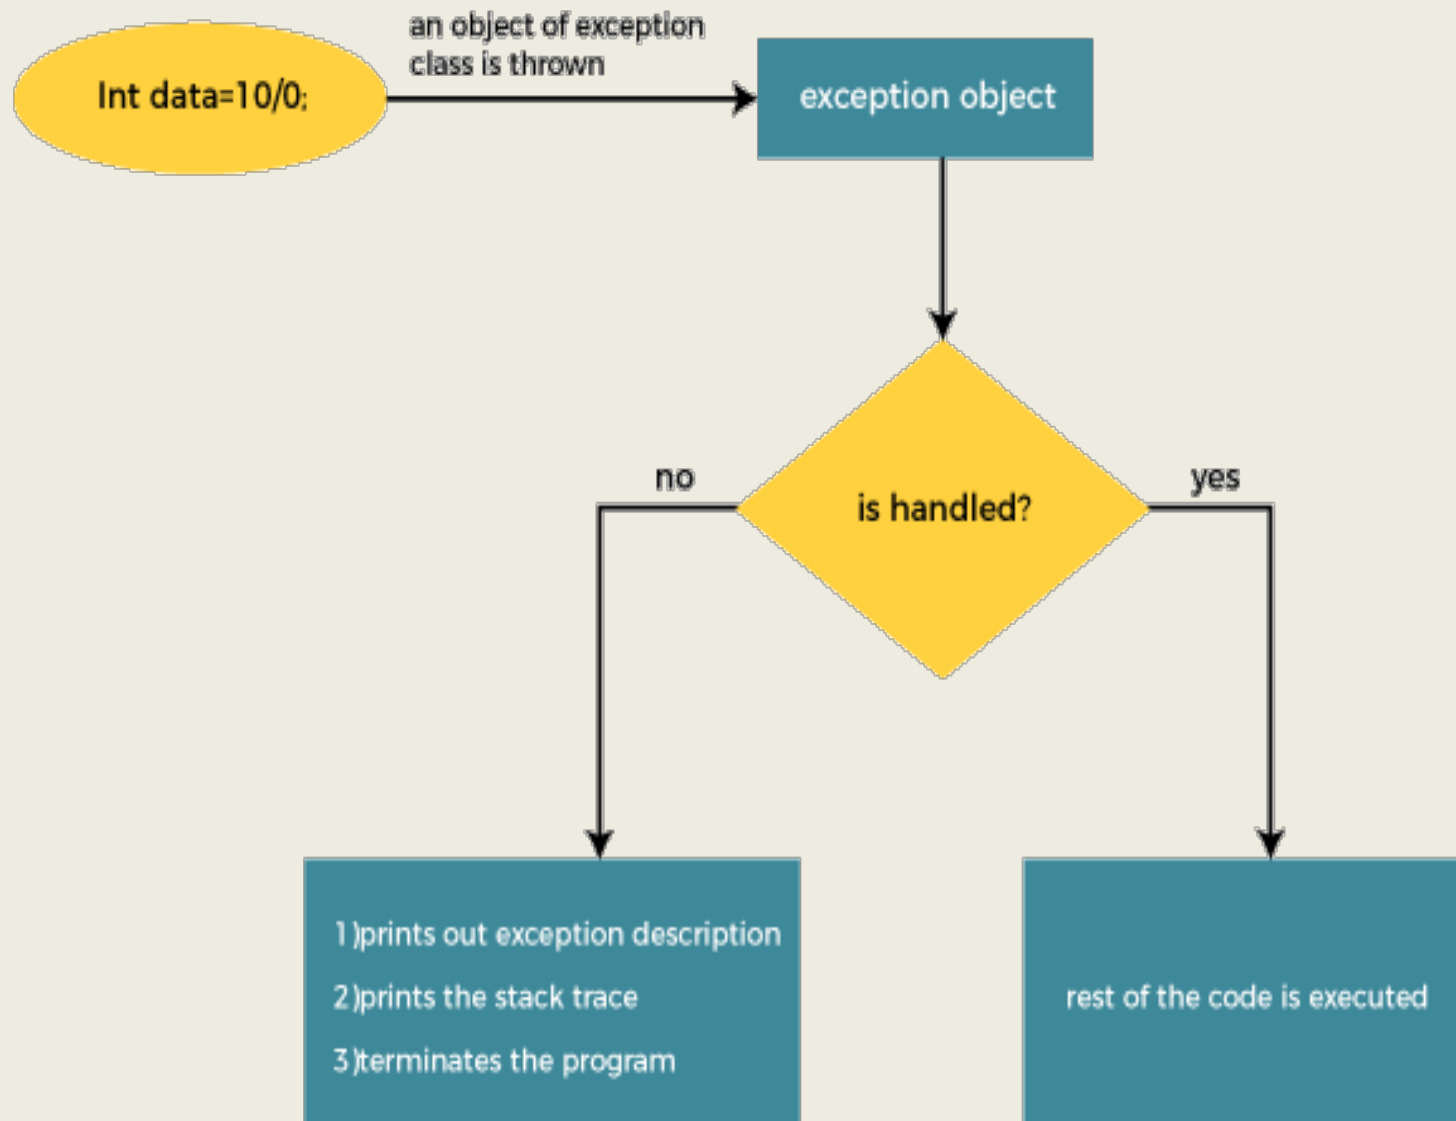 Int data=10/0;
an object of exception
class is thrown
exception object
is handled?
no
yes
1)prints out exception description
2)prints the stack trace
3)terminates the program
rest of the code is executed